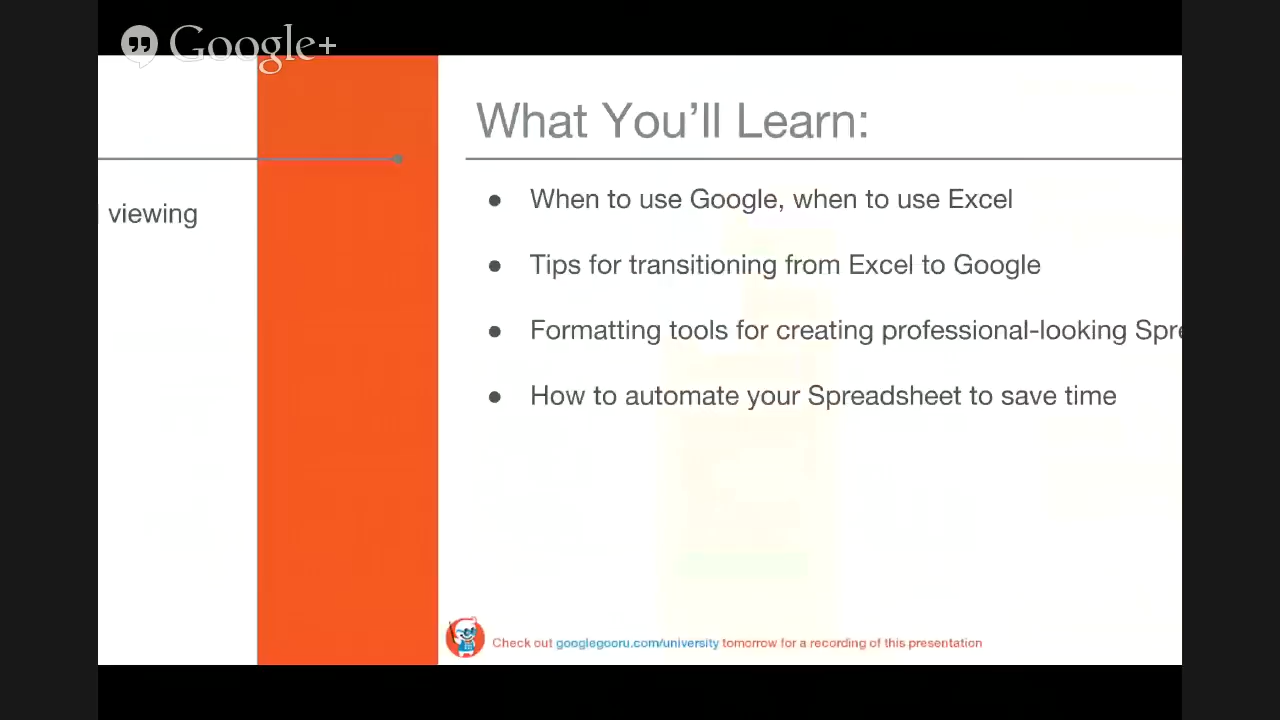 Google+
What You'll Learn:
viewing
● When to use Google, when to use Excel
● Tips for transitioning from Excel to Google
● Formatting tools for creating professional-looking Spre
● How to automate your Spreadsheet to save time
Check out googlegooru.com/university tomorrow for a recording of this presentation